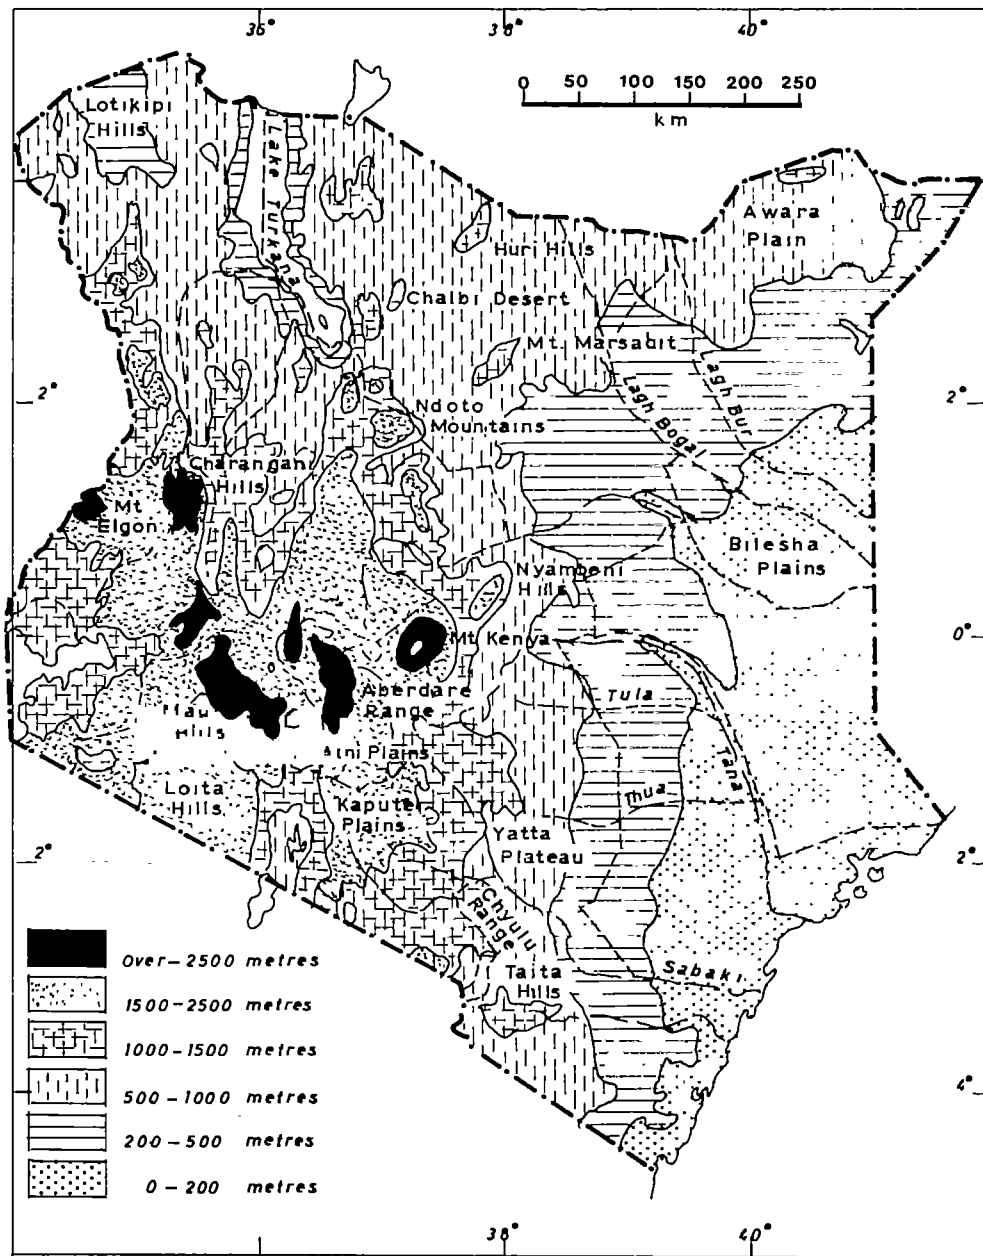 36° 38° 40°
0 50 100 150 200 250
km
Lotikipi
Hills
Lake Turkana
Awara
Plain
Huri Hills
Chalbi Desert
Mt. Marsabit
2° 2°
Lagh Bogal
Lagh Bur
Ndoto
Mountains
Charangani
Hills
Mt
Elgon
Bilesha
Plains
Nyambeni
Hills
Mt Kenya
0°
Aberdare
Range
Tula
Hills
Plains
Tana
Loita
Hills
Kaputei
Plains
Thua
Yatta
Plateau
2° 2°
Chyulu
Range
Taita
Hills
Sabaki
Over–2500 metres
1500–2500 metres
1000–1500 metres
500–1000 metres
4°
200–500 metres
0–200 metres
38° 40°